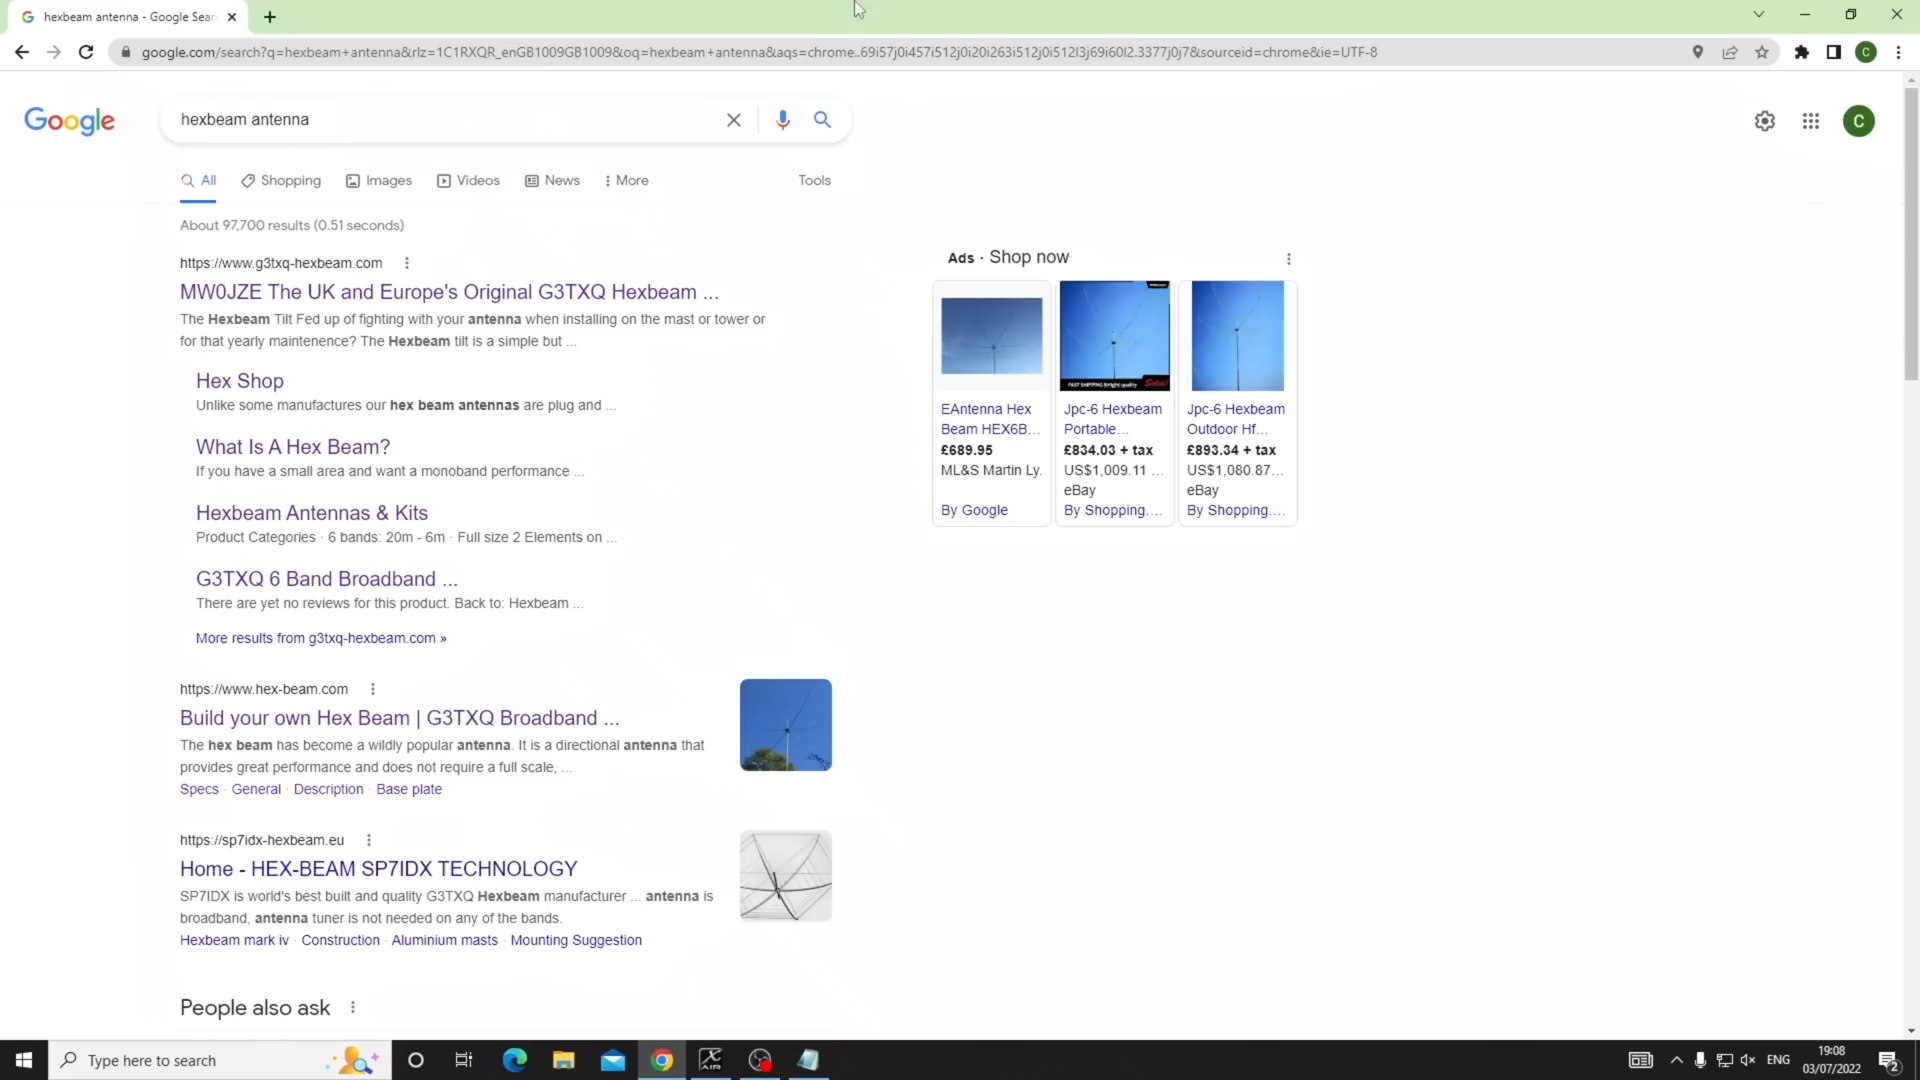 hexbeam antenna - Google Sear
google.com/search?q=hexbeam+antenna&rlz=1C1RXQR_enGB1009GB1009&oq=hexbeam+antenna&aqs=chrome..69i57j0i457i512j0i20i263i512j0i512l3j69i60l2.3377j0j7&sourceid=chrome&ie=UTF-8
C
Google
hexbeam antenna
C
All
Shopping
Images
Videos
News
More
Tools
About 97,700 results (0.51 seconds)
https://www.g3txq-hexbeam.com
MW0JZE The UK and Europe's Original G3TXQ Hexbeam ...
The Hexbeam Tilt Fed up of fighting with your antenna when installing on the mast or tower or
for that yearly maintenence? The Hexbeam tilt is a simple but ...
Hex Shop
Unlike some manufactures our hex beam antennas are plug and ...
What Is A Hex Beam?
If you have a small area and want a monoband performance ...
Hexbeam Antennas & Kits
Product Categories · 6 bands: 20m - 6m · Full size 2 Elements on ...
G3TXQ 6 Band Broadband ...
There are yet no reviews for this product. Back to: Hexbeam ...
More results from g3txq-hexbeam.com »
https://www.hex-beam.com
Build your own Hex Beam | G3TXQ Broadband ...
The hex beam has become a wildly popular antenna. It is a directional antenna that
provides great performance and does not require a full scale, ...
Specs · General · Description · Base plate
https://sp7idx-hexbeam.eu
Home - HEX-BEAM SP7IDX TECHNOLOGY
SP7IDX is world's best built and quality G3TXQ Hexbeam manufacturer ... antenna is
broadband, antenna tuner is not needed on any of the bands.
Hexbeam mark iv · Construction · Aluminium masts · Mounting Suggestion
People also ask
Ads · Shop now
FAST SHIPPING &High quality
Sales!
EAntenna Hex
Beam HEX6B...
£689.95
ML&S Martin Ly.
By Google
Jpc-6 Hexbeam
Portable...
£834.03 + tax
US$1,009.11 ...
eBay
By Shopping....
Jpc-6 Hexbeam
Outdoor Hf...
£893.34 + tax
US$1,080.87...
eBay
By Shopping....
Type here to search
X
AIR
ENG
19:08
03/07/2022
2